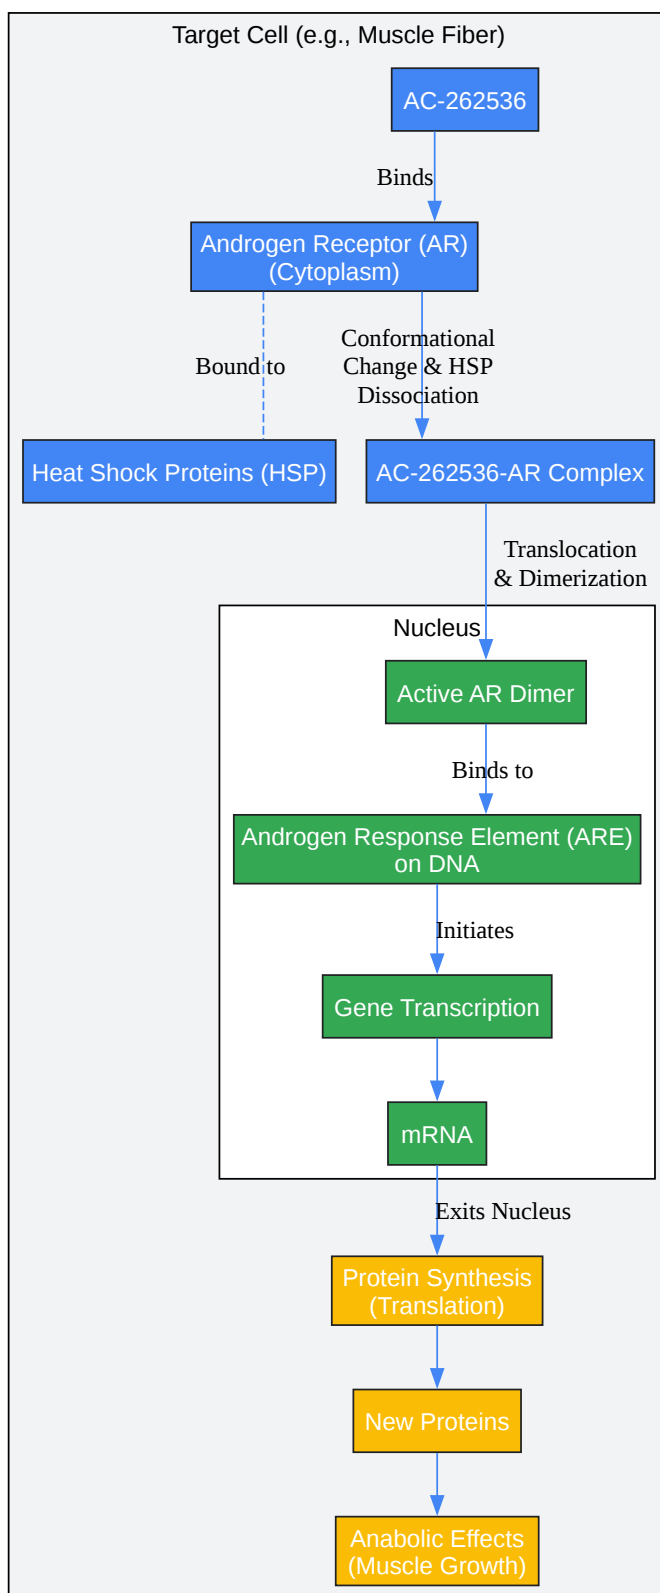 Target Cell (e.g., Muscle Fiber)
AC-262536
Binds
Androgen Receptor (AR)
(Cytoplasm)
Bound to
Conformational
Change & HSP
Dissociation
Heat Shock Proteins (HSP)
AC-262536-AR Complex
Translocation
& Dimerization
Nucleus
Active AR Dimer
Binds to
Androgen Response Element (ARE)
on DNA
Initiates
Gene Transcription
mRNA
Exits Nucleus
Protein Synthesis
(Translation)
New Proteins
Anabolic Effects
(Muscle Growth)